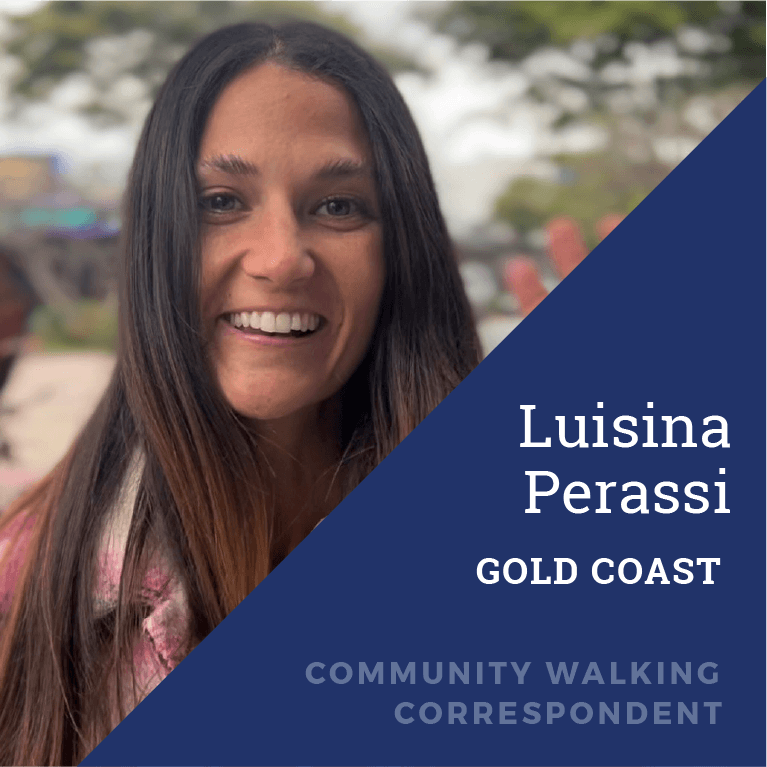 Luisina
Perassi
GOLD COAST
COMMUNITY WALKING
CORRESPONDENT